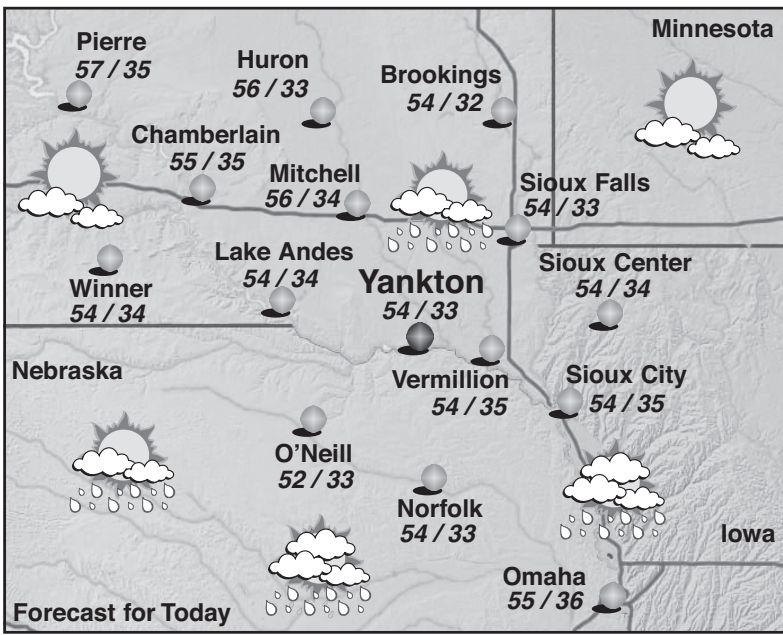 Minnesota
Pierre
57 / 35
Huron
56 / 33
Brookings
54 / 32
Chamberlain
55 / 35
Mitchell
56 / 34
Sioux Falls
54 / 33
Winner
54 / 34
Lake Andes
54 / 34
Yankton
54 / 33
Sioux Center
54 / 34
Nebraska
Vermillion
54 / 35
Sioux City
54 / 35
O'Neill
52 / 33
Norfolk
54 / 33
Iowa
Omaha
55 / 36
Forecast for Today